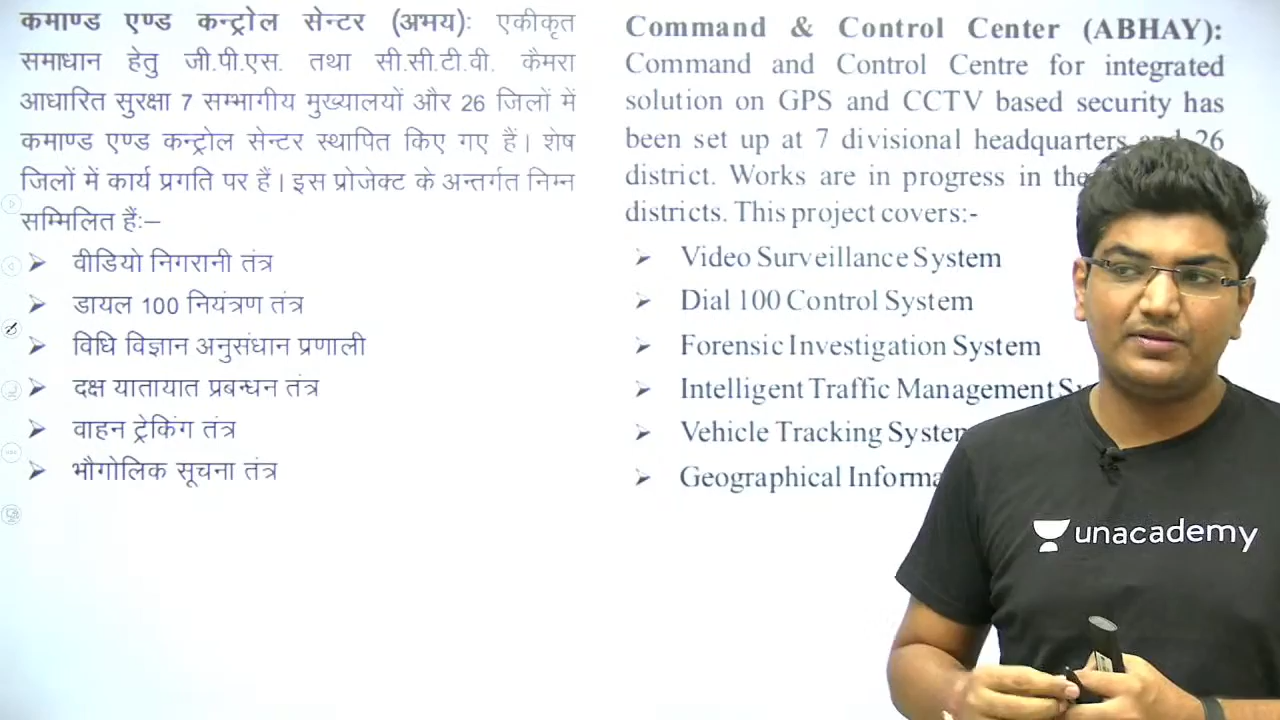 कमाण्ड एण्ड कन्ट्रोल सेन्टर (अभय): एकीकृत
समाधान हेतु जी.पी.एस. तथा सी.सी.टी.वी. कैमरा
आधारित सुरक्षा 7 सम्भागीय मुख्यालयों और 26 जिलों में
कमाण्ड एण्ड कन्ट्रोल सेन्टर स्थापित किए गए हैं। शेष
जिलों में कार्य प्रगति पर हैं। इस प्रोजेक्ट के अन्तर्गत निम्न
सम्मिलित हैं:–
वीडियो निगरानी तंत्र
डायल 100 नियंत्रण तंत्र
विधि विज्ञान अनुसंधान प्रणाली
दक्ष यातायात प्रबन्धन तंत्र
वाहन ट्रेकिंग तंत्र
भौगोलिक सूचना तंत्र
Command & Control Center (ABHAY):
Command and Control Centre for integrated
solution on GPS and CCTV based security has
been set up at 7 divisional headquarters and 26
district. Works are in progress in the
districts. This project covers:-
Video Surveillance System
Dial 100 Control System
Forensic Investigation System
Intelligent Traffic Management
Vehicle Tracking System
Geographical
unacademy